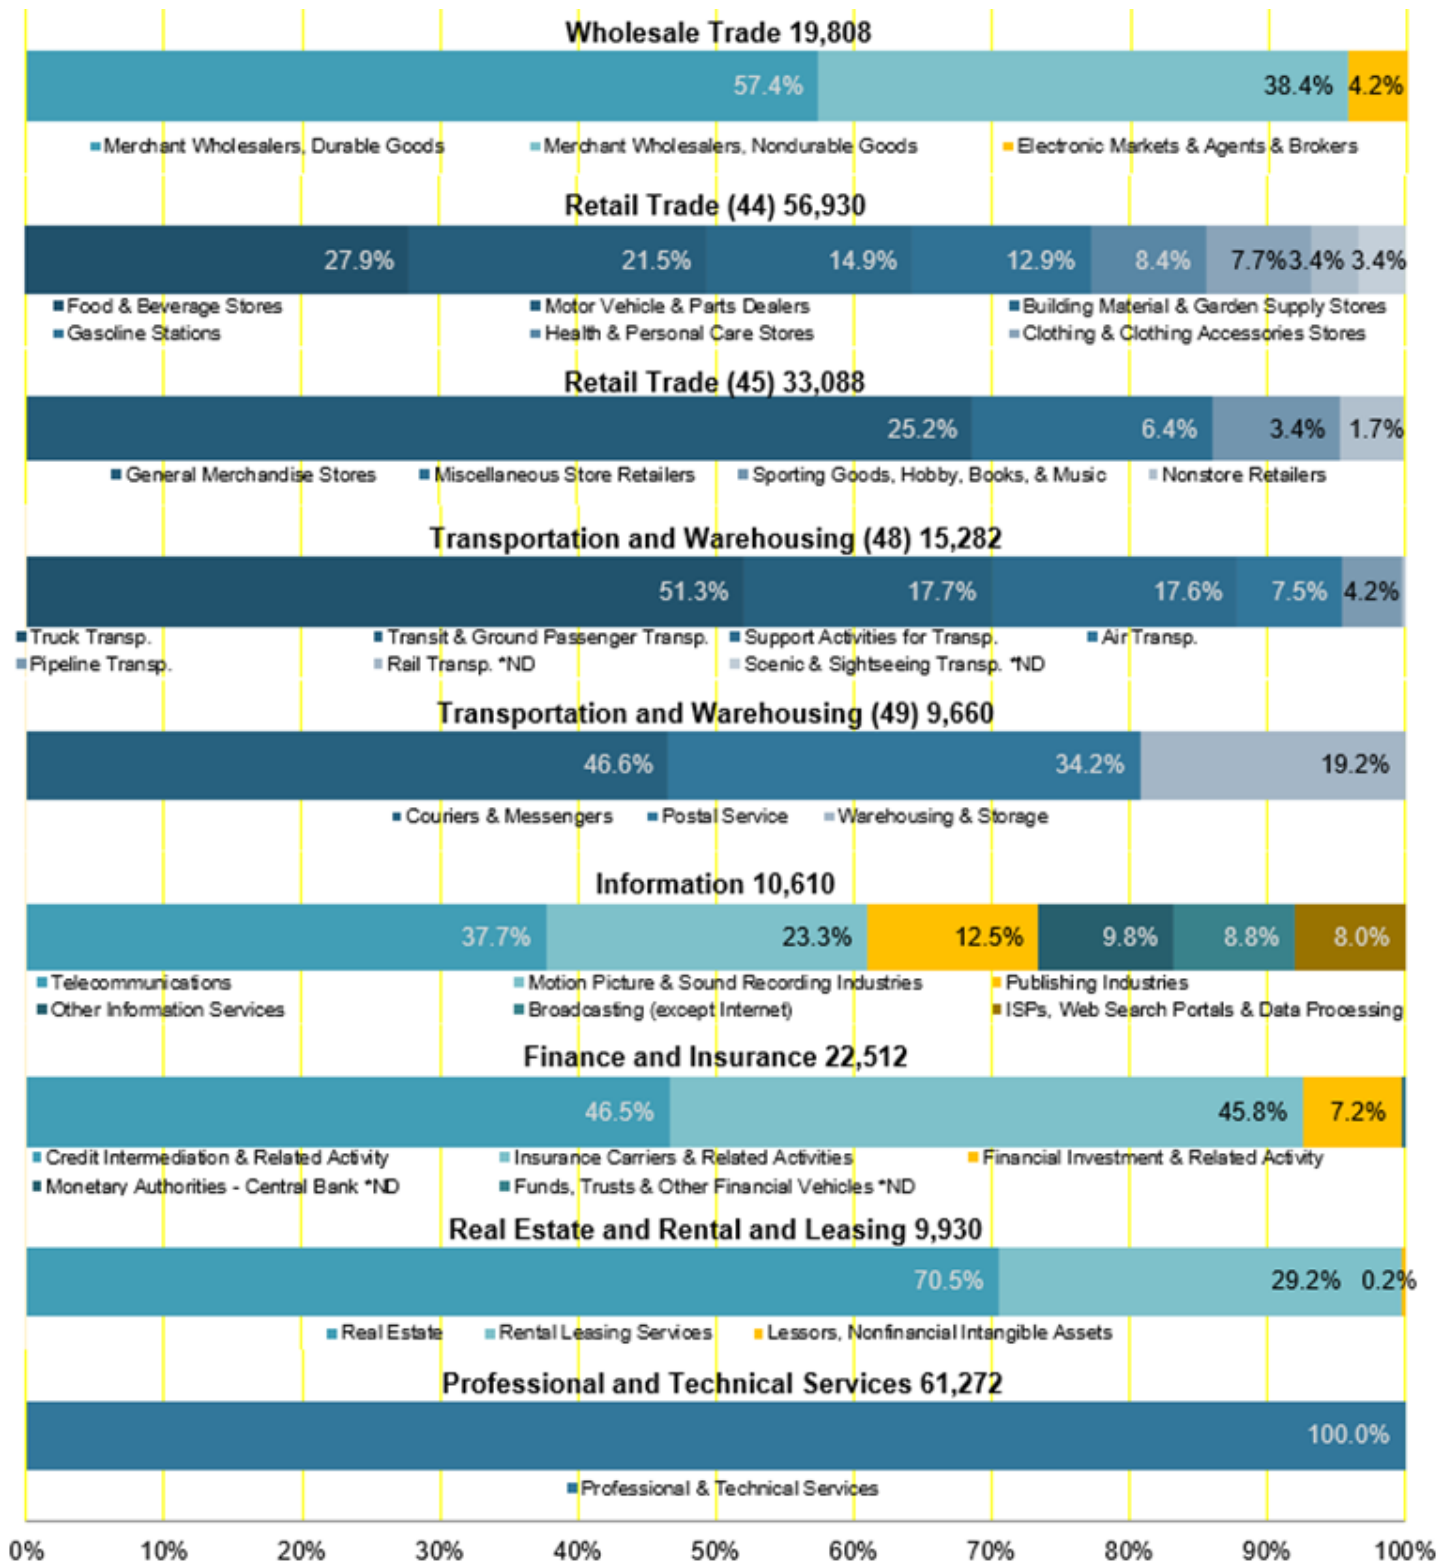 Wholesale Trade 19,808
57.4% 38.4% 4.2%
Merchant Wholesalers, Durable Goods Merchant Wholesalers, Nondurable Goods Electronic Markets & Agents & Brokers
Retail Trade (44) 56,930
27.9% 21.5% 14.9% 12.9% 8.4% 7.7% 3.4% 3.4%
Food & Beverage Stores Motor Vehicle & Parts Dealers Building Material & Garden Supply Stores
Gasoline Stations Health & Personal Care Stores Clothing & Clothing Accessories Stores
Retail Trade (45) 33,088
25.2% 6.4% 3.4% 1.7%
General Merchandise Stores Miscellaneous Store Retailers Sporting Goods, Hobby, Books, & Music Nonstore Retailers
Transportation and Warehousing (48) 15,282
51.3% 17.7% 17.6% 7.5% 4.2%
Truck Transp. Transit & Ground Passenger Transp. Support Activities for Transp. Air Transp.
Pipeline Transp. Rail Transp. *ND Scenic & Sightseeing Transp. *ND
Transportation and Warehousing (49) 9,660
46.6% 34.2% 19.2%
Couriers & Messengers Postal Service Warehousing & Storage
Information 10,610
37.7% 23.3% 12.5% 9.8% 8.8% 8.0%
Telecommunications Motion Picture & Sound Recording Industries Publishing Industries
Other Information Services Broadcasting (except Internet) ISPs, Web Search Portals & Data Processing
Finance and Insurance 22,512
46.5% 45.8% 7.2%
Credit Intermediation & Related Activity Insurance Carriers & Related Activities Financial Investment & Related Activity
Monetary Authorities - Central Bank *ND Funds, Trusts & Other Financial Vehicles *ND
Real Estate and Rental and Leasing 9,930
70.5% 29.2% 0.2%
Real Estate Rental Leasing Services Lessors, Nonfinancial Intangible Assets
Professional and Technical Services 61,272
100.0%
Professional & Technical Services
0% 10% 20% 30% 40% 50% 60% 70% 80% 90% 100%